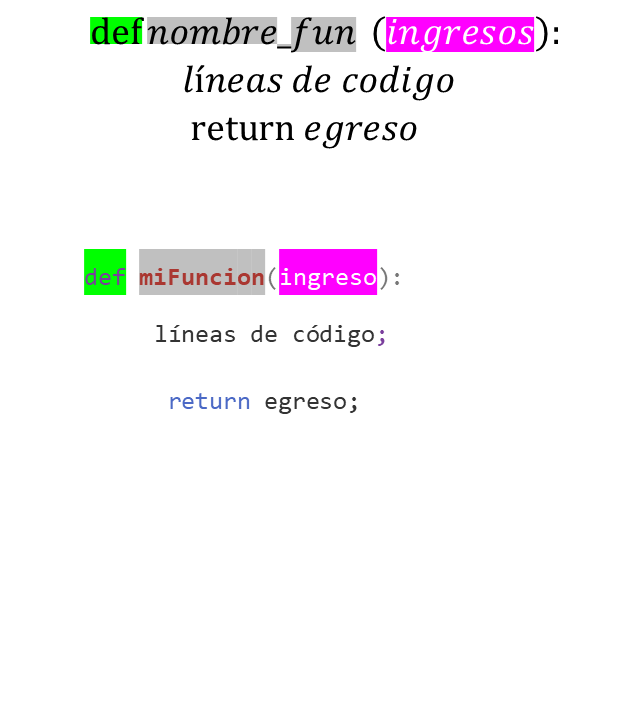 def nombre_fun (ingresos):
líneas de codigo
return egreso
def miFuncion(ingreso):
líneas de código;
return egreso;